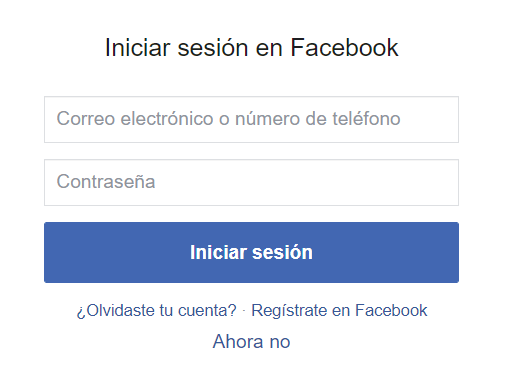 Iniciar sesión en Facebook
Correo electrónico o número de teléfono
Contraseña
Iniciar sesión
¿Olvidaste tu cuenta? · Regístrate en Facebook
Ahora no